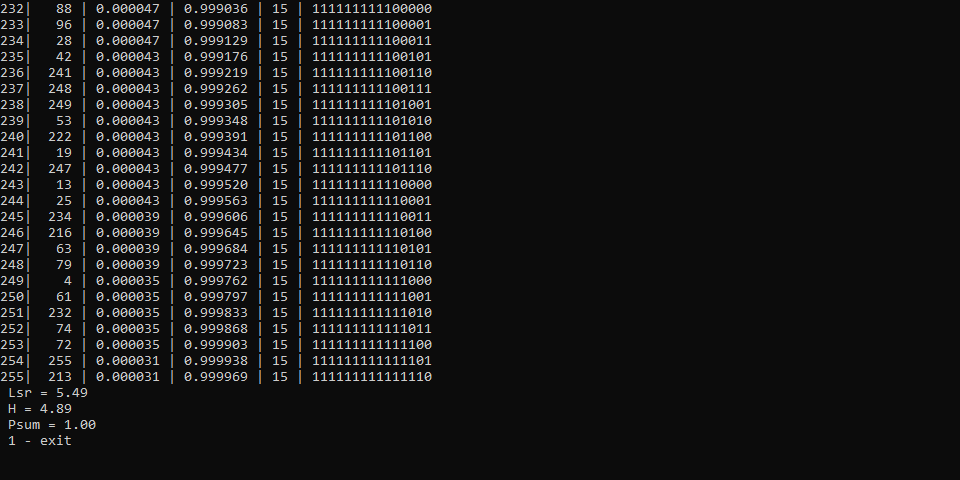 232|   88 | 0.000047 | 0.999036 | 15 | 111111111100000
233|   96 | 0.000047 | 0.999083 | 15 | 111111111100001
234|   28 | 0.000047 | 0.999129 | 15 | 111111111100011
235|   42 | 0.000043 | 0.999176 | 15 | 111111111100101
236|  241 | 0.000043 | 0.999219 | 15 | 111111111100110
237|  248 | 0.000043 | 0.999262 | 15 | 111111111100111
238|  249 | 0.000043 | 0.999305 | 15 | 111111111101001
239|   53 | 0.000043 | 0.999348 | 15 | 111111111101010
240|  222 | 0.000043 | 0.999391 | 15 | 111111111101100
241|   19 | 0.000043 | 0.999434 | 15 | 111111111101101
242|  247 | 0.000043 | 0.999477 | 15 | 111111111101110
243|   13 | 0.000043 | 0.999520 | 15 | 111111111110000
244|   25 | 0.000043 | 0.999563 | 15 | 111111111110001
245|  234 | 0.000039 | 0.999606 | 15 | 111111111110011
246|  216 | 0.000039 | 0.999645 | 15 | 111111111110100
247|   63 | 0.000039 | 0.999684 | 15 | 111111111110101
248|   79 | 0.000039 | 0.999723 | 15 | 111111111110110
249|    4 | 0.000035 | 0.999762 | 15 | 111111111111000
250|   61 | 0.000035 | 0.999797 | 15 | 111111111111001
251|  232 | 0.000035 | 0.999833 | 15 | 111111111111010
252|   74 | 0.000035 | 0.999868 | 15 | 111111111111011
253|   72 | 0.000035 | 0.999903 | 15 | 111111111111100
254|  255 | 0.000031 | 0.999938 | 15 | 111111111111101
255|  213 | 0.000031 | 0.999969 | 15 | 111111111111110
Lsr = 5.49
H = 4.89
Psum = 1.00
1 - exit